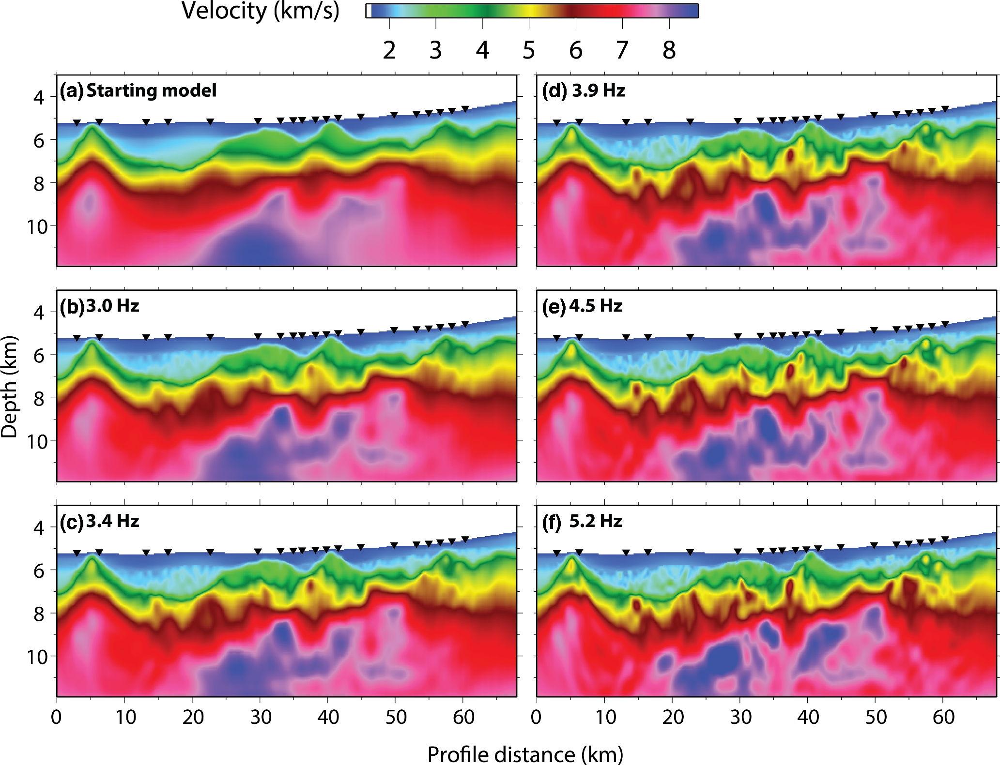 Velocity (km/s)
2 3 4 5 6 7 8
(a) Starting model
4
6
8
10
(d) 3.9 Hz
(b) 3.0 Hz
4
6
8
10
(e) 4.5 Hz
Depth (km)
(c) 3.4 Hz
4
6
8
10
(f) 5.2 Hz
0 10 20 30 40 50 60
0 10 20 30 40 50 60
Profile distance (km)